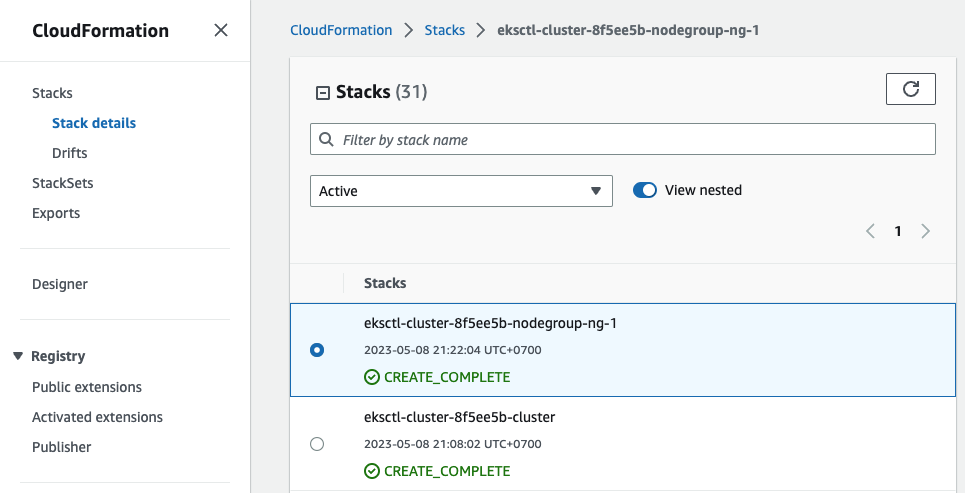 CloudFormation
Stacks
Stack details
Drifts
StackSets
Exports
Designer
Registry
Public extensions
Activated extensions
Publisher
CloudFormation > Stacks > eksctl-cluster-8f5ee5b-nodegroup-ng-1
Stacks (31)
Filter by stack name
Active
View nested
1
Stacks
eksctl-cluster-8f5ee5b-nodegroup-ng-1
2023-05-08 21:22:04 UTC+0700
CREATE_COMPLETE
eksctl-cluster-8f5ee5b-cluster
2023-05-08 21:08:02 UTC+0700
CREATE_COMPLETE